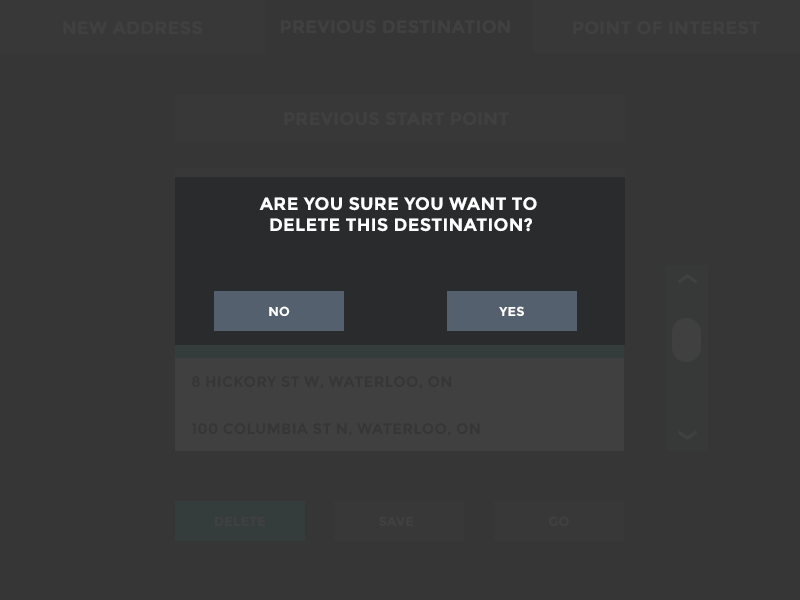 NEW ADDRESS
PREVIOUS DESTINATION
POINT OF INTEREST
PREVIOUS START POINT
ARE YOU SURE YOU WANT TO
DELETE THIS DESTINATION?
NO
YES
8 HICKORY ST W, WATERLOO, ON
100 COLUMBIA ST N, WATERLOO, ON
DELETE
SAVE
GO